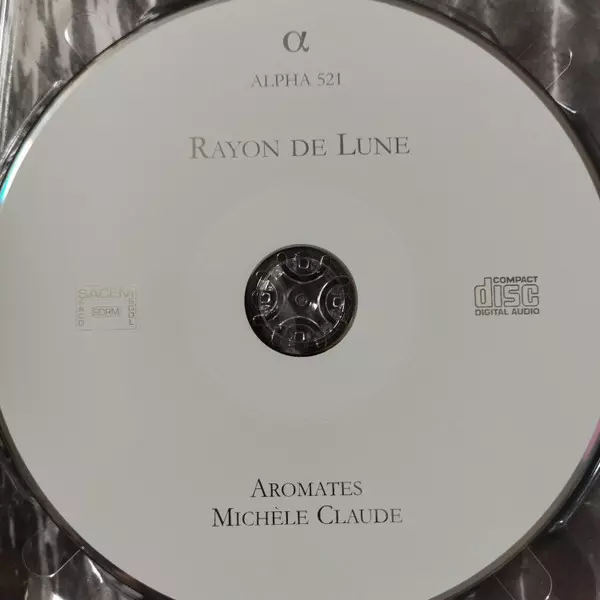 α
ALPHA 521
RAYON DE LUNE
SACEM
SDRM
COMPACT
disc
DIGITAL AUDIO
AROMATES
MICHÈLE CLAUDE